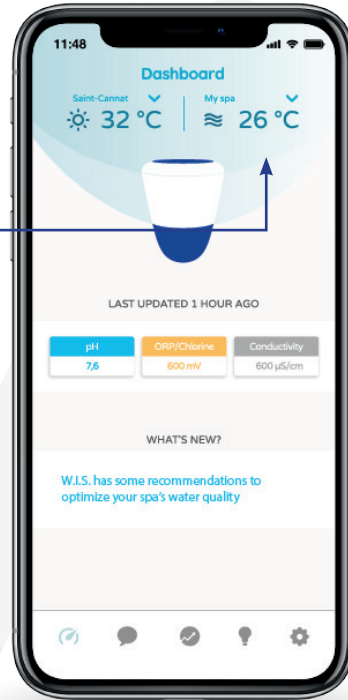 11:48
Dashboard
Saint-Cannat My spa
32 °C 26 °C
LAST UPDATED 1 HOUR AGO
pH ORP/Chlorine Conductivity
7,6 600 mV 600 µS/cm
WHAT'S NEW?
W.I.S. has some recommendations to
optimize your spa's water quality